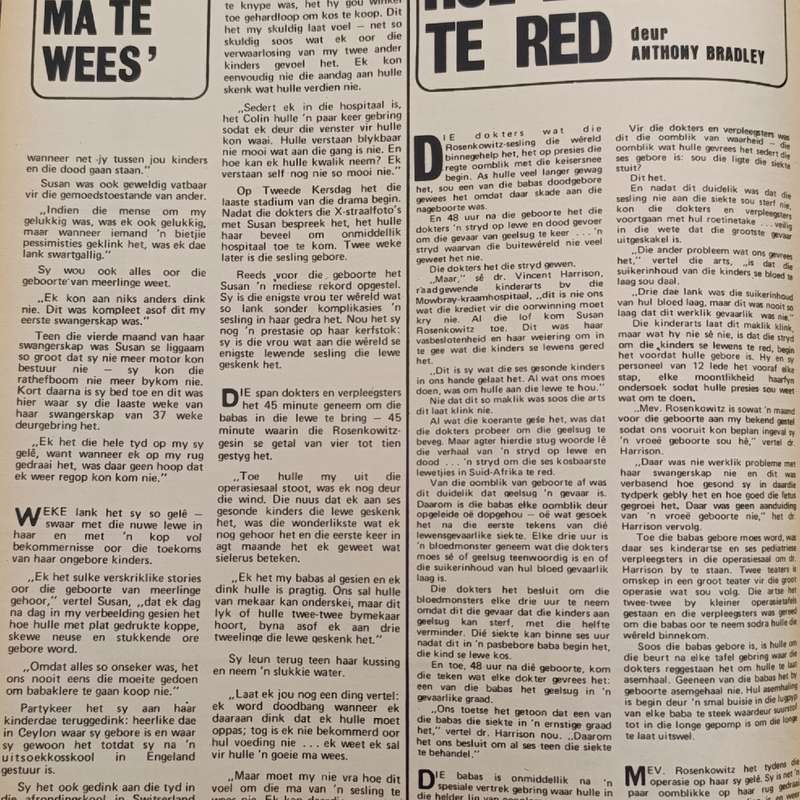 MA TE
WEES’
wanneer net jy tussen jou kinders
en die dood gaan staan.”
Susan was ook geweldig vatbaar
vir die gemoedstoestande van ander.
„Indien die mense om my
gelukkig was, was ek ook gelukkig,
maar wanneer iemand ’n bietjie
pessimisties geklink het, was ek dae
lank swartgallig.”
Sy wou ook alles oor die
geboorte van meerlinge weet.
„Ek kon aan niks anders dink
nie. Dit was kompleet asof dit my
eerste swangerskap was.”
Teen die vierde maand van haar
swangerskap was Susan se liggaam
so groot dat sy nie meer motor kon
bestuur nie — sy kon die
rathefboom nie meer bykom nie.
Kort daarna is sy bed toe en dit was
hier waar sy die laaste weke van
haar swangerskap van 37 weke
deurgebring het.
„Ek het die hele tyd op my sy
gelê, want wanneer ek op my rug
gedraai het, was daar geen hoop dat
ek weer regop kon kom nie.”
WEKE lank het sy so gelê —
swaar met die nuwe lewe in
haar en met ’n kop vol
bekommernisse oor die toekoms
van haar ongebore kinders.
„Ek het sulke verskriklike stories
oor die geboorte van meerlinge
gehoor,” vertel Susan, „dat ek dag
na dag in my verbeelding gesien het
hoe hulle met plat gedrukte koppe,
skewe neuse en stukkende ore
gebore word.
„Omdat alles so onseker was, het
ons nooit eens die moeite gedoen
om babaklere te gaan koop nie.”
Partykeer het sy aan haar
kinderdae teruggedink: heerlike dae
in Ceylon waar sy gebore is en waar
sy gewoon het totdat sy na ’n
uitsoekkosskool in Engeland
gestuur is.
Sy het ook gedink aan die tyd in
te knype was, het hy gou winkel
toe gehardloop om kos te koop. Dit
het my skuldig laat voel — net so
skuldig soos wat ek oor die
verwaarlosing van my twee ander
kinders gevoel het. Ek kon
eenvoudig nie die aandag aan hulle
skenk wat hulle verdien nie.
„Sedert ek in die hospitaal is,
het Colin hulle ’n paar keer gebring
sodat ek deur die venster vir hulle
kon waai. Hulle verstaan blykbaar
nie mooi wat aan die gang is nie. En
hoe kan ek hulle kwalik neem? Ek
verstaan self nog nie so mooi nie.”
Op Tweede Kersdag het die
laaste stadium van die drama begin.
Nadat die dokters die X-straalfoto’s
met Susan bespreek het, het hulle
haar beveel om onmiddellik
hospitaal toe te kom. Twee weke
later is die sesling gebore.
Reeds voor die geboorte het
Susan ’n mediese rekord opgestel.
Sy is die enigste vrou ter wêreld wat
so lank sonder komplikasies ’n
sesling in haar gedra het. Nou het sy
nog ’n prestasie op haar kerfstok:
sy is die vrou wat aan die wêreld se
enigste lewende sesling die lewe
geskenk het.
DIE span dokters en verpleegsters
het 45 minute geneem om die
babas in die lewe te bring — 45
minute waarin die Rosenkowitz-
gesin se getal van vier tot tien
gestyg het.
„Toe hulle my uit die
operasiesaal stoot, was ek nog deur
die wind. Die nuus dat ek aan ses
gesonde kinders die lewe geskenk
het, was die wonderlikste wat ek
nog gehoor het en die eerste keer in
agt maande het ek geweet wat
sielerus beteken.
„Ek het my babas al gesien en ek
dink hulle is pragtig. Ons sal hulle
van mekaar kan onderskei, maar dit
lyk of hulle twee-twee bymekaar
hoort, byna asof ek aan drie
tweelinge die lewe geskenk het.”
Sy leun terug teen haar kussing
en neem ’n slukkie water.
„Laat ek jou nog een ding vertel:
ek word doodbang wanneer ek
daaraan dink dat ek hulle moet
oppas; tog is ek nie bekommerd oor
hul voeding nie . . . ek weet ek sal
vir hulle ’n goeie ma wees.
„Maar moet my nie vra hoe dit
voel om die ma van ’n sesling te
TE RED
deur
ANTHONY BRADLEY
DIE dokters wat die
Rosenkowitz-sesling die wêreld
binnegehelp het, het op presies die
regte oomblik met die keisersnee
begin. As hulle veel langer gewag
het, sou een van die babas doodgebore
gewees het omdat daar skade aan die
nageboorte was.
En 48 uur na die geboorte het die
dokters ’n stryd op lewe en dood gevoer
om die gevaar van geelsug te keer . . . ’n
stryd waarvan die buitewêreld nie veel
geweet het nie.
Die dokters het die stryd gewen.
„Maar,” sê dr. Vincent Harrison,
raadgewende kinderarts by die
Mowbray-kraamhospitaal, „dit is nie ons
wat die krediet vir die oorwinning moet
kry nie. Al die lof kom Susan
Rosenkowitz toe. Dit was haar
vasbeslotenheid en haar weiering om in
te gee wat die kinders se lewens gered
het.
„Dit is sy wat die ses gesonde kinders
in ons hande gelaat het. Al wat ons moes
doen, was om hulle aan die lewe te hou.”
Nie dat dit so maklik was soos die arts
dit laat klink nie.
Al wat die koerante gesê het, was dat
die dokters probeer om die geelsug te
beveg. Maar agter hierdie stug woorde lê
die verhaal van ’n stryd op lewe en
dood . . . ’n stryd om die ses kosbaarste
lewetjies in Suid-Afrika te red.
Van die oomblik van geboorte af was
dit duidelik dat geelsug ’n gevaar is.
Daarom is die babas elke oomblik deur
opgeleide oë dopgehou — oë wat gesoek
het na die eerste tekens van dié
lewensgevaarlike siekte. Elke drie uur is
’n bloedmonster geneem wat die dokters
moes sê of geelsug teenwoordig is en of
die suikerinhoud van hul bloed gevaarlik
laag is.
Die dokters het besluit om die
bloedmonsters elke drie uur te neem
omdat dit die gevaar dat die kinders aan
geelsug kan sterf, met die helfte
verminder. Dié siekte kan binne ses uur
nadat dit in ’n pasbebore baba begin het,
die kind se lewe kos.
En toe, 48 uur na dié geboorte, kom
die teken wat elke dokter gevrees het:
een van die babas het geelsug in ’n
gevaarlike graad.
„Ons toetse het getoon dat een van
die babas die siekte in ’n ernstige graad
het,” vertel dr. Harrison nou. „Daarom
het ons besluit om al ses teen die siekte
te behandel.”
DIE babas is onmiddellik na ’n
spesiale vertrek gebring waar hulle in
Vir die dokters en verpleegsters was
dit die oomblik van waarheid — die
oomblik wat hulle gevrees het sedert die
ses gebore is: sou die ligte die siekte
stuit?
Dit het.
En nadat dit duidelik was dat die
sesling nie aan die siekte sou sterf nie,
kon die dokters en verpleegsters
voortgaan met hul roetinetake . . . veilig
in die wete dat die grootste gevaar
uitgeskakel is.
„Die ander probleem wat ons gevrees
het,” vertel die arts, „is dat die
suikerinhoud van die kinders se bloed te
laag sou daal.
„Drie dae lank was die suikerinhoud
van hul bloed laag, maar dit was nooit so
laag dat dit werklik gevaarlik was nie.”
Die kinderarts laat dit maklik klink,
maar wat hy nie sê nie, is dat die stryd
om die kinders se lewens te red, begin
het voordat hulle gebore is. Hy en sy
personeel van 12 lede het vooraf elke
stap, elke moontlikheid haarfyn
ondersoek sodat hulle presies sou weet
wat om te doen.
„Mev. Rosenkowitz is sowat ’n maand
voor die geboorte aan my bekend gestel
sodat ons vooruit kon beplan ingeval sy
’n vroeë geboorte sou hê,” vertel dr.
Harrison.
„Daar was nie werklik probleme met
haar swangerskap nie en dit was
verbasend hoe gesond sy in daardie
tydperk gebly het en hoe goed die fetus
gegroei het. Daar was geen aanduiding
van ’n vroeë geboorte nie,” het dr.
Harrison vervolg.
Toe die babas gebore moes word, was
daar ses kinderartse en ses pediatriese
verpleegsters in die operasiesaal om dr.
Harrison by te staan. Twee teaters is
omskep in een groot teater vir die groot
operasie wat sou volg. Die artse het
twee-twee by kleiner operasietafels
gestaan en die verpleegsters was gereed
om die babas oor te neem sodra hulle die
wêreld binnekom.
Soos die babas gebore is, is hulle om
die beurt na elke tafel gebring waar die
dokters reggestaan het om hulle te laat
asemhaal. Geeneen van die babas het by
geboorte asemgehaal nie. Hul asemhaling
is begin deur ’n smal buisie in die lugpyp
van elke baba te steek waardeur suurstof
tot in die longe gepomp is om die longe
te laat uitswel.
MEV. Rosenkowitz het tydens die
operasie op haar sy gelê. Sy is net ’n
paar oomblikke op haar rug gedraai